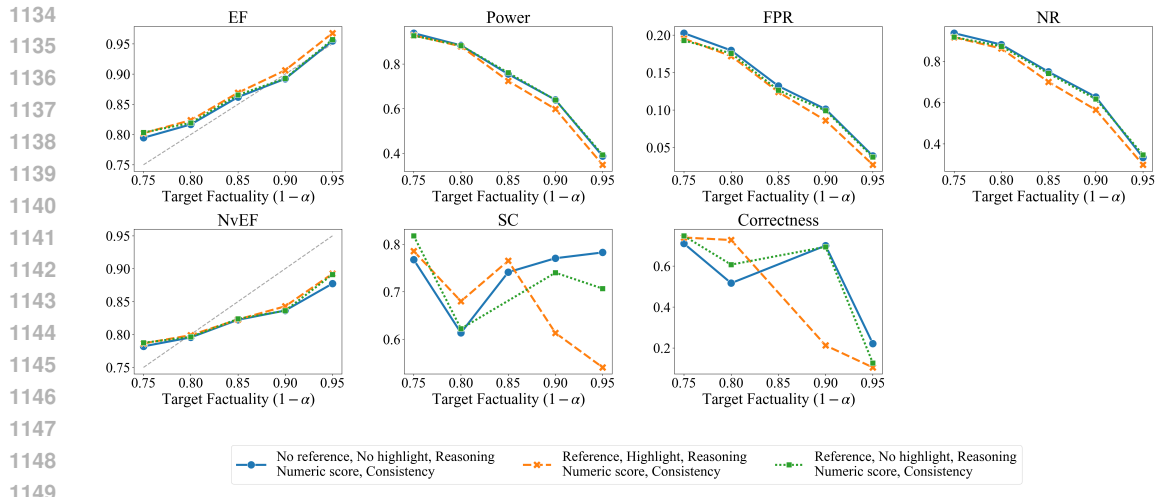 1134
1135
1136
1137
1138
1139
1140
1141
1142
1143
1144
1145
1146
1147
1148
1149
EF
0.95
0.90
0.85
0.80
0.75
0.75 0.80 0.85 0.90 0.95
Target Factuality (1 − α)
Power
0.8
0.6
0.4
0.75 0.80 0.85 0.90 0.95
Target Factuality (1 − α)
FPR
0.20
0.15
0.10
0.05
0.75 0.80 0.85 0.90 0.95
Target Factuality (1 − α)
NR
0.8
0.6
0.4
0.75 0.80 0.85 0.90 0.95
Target Factuality (1 − α)
NvEF
0.95
0.90
0.85
0.80
0.75
0.75 0.80 0.85 0.90 0.95
Target Factuality (1 − α)
SC
0.8
0.7
0.6
0.75 0.80 0.85 0.90 0.95
Target Factuality (1 − α)
Correctness
0.6
0.4
0.2
0.75 0.80 0.85 0.90 0.95
Target Factuality (1 − α)
No reference, No highlight, Reasoning
Numeric score, Consistency
Reference, Highlight, Reasoning
Numeric score, Consistency
Reference, No highlight, Reasoning
Numeric score, Consistency